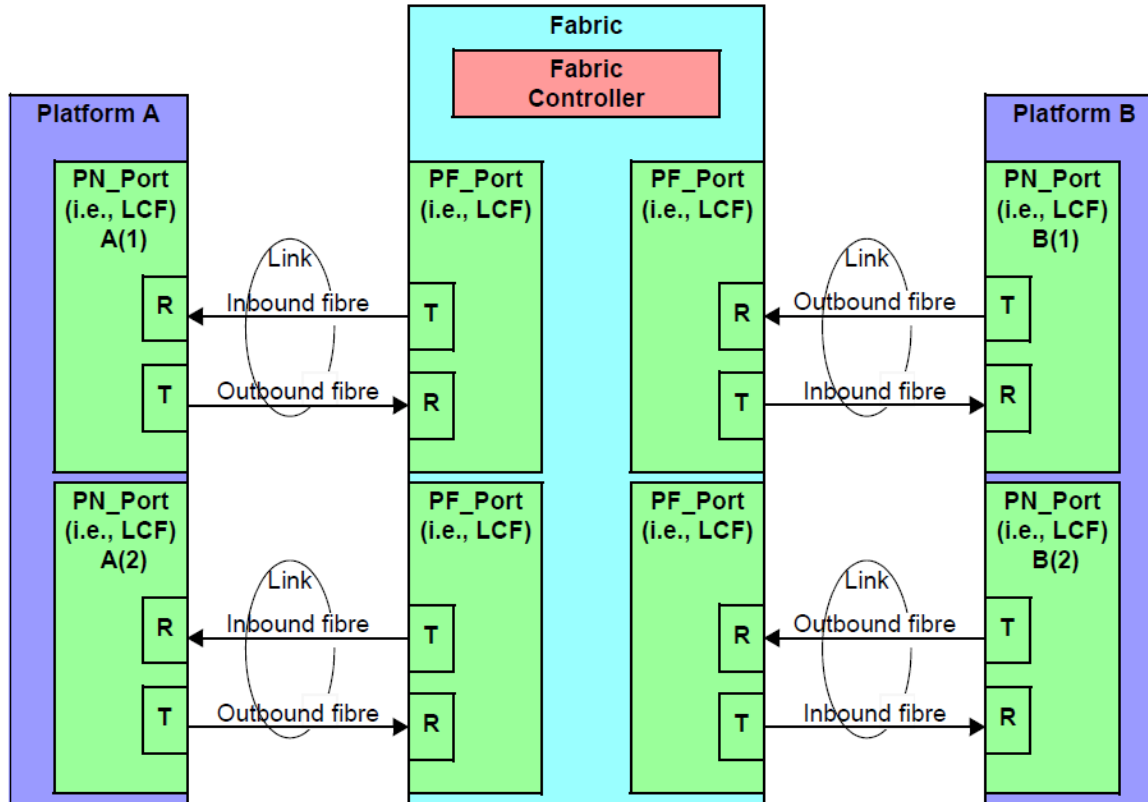 Fabric
Fabric
Controller
Platform A
Platform B
PN_Port
(i.e., LCF)
A(1)
PF_Port
(i.e., LCF)
PF_Port
(i.e., LCF)
PN_Port
(i.e., LCF)
B(1)
Link
Link
R
Inbound fibre
T
R
Outbound fibre
T
T
Outbound fibre
R
T
Inbound fibre
R
PN_Port
(i.e., LCF)
A(2)
PF_Port
(i.e., LCF)
PF_Port
(i.e., LCF)
PN_Port
(i.e., LCF)
B(2)
Link
Link
R
Inbound fibre
T
R
Outbound fibre
T
T
Outbound fibre
R
T
Inbound fibre
R